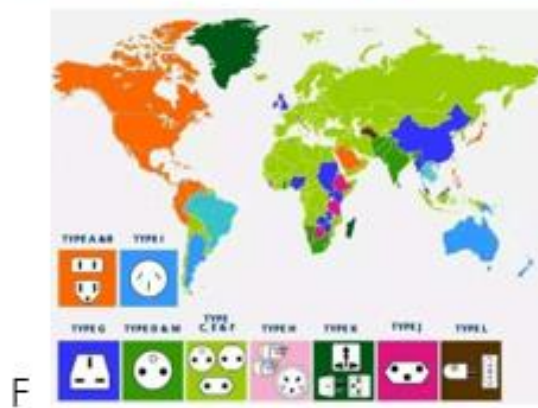 TYPE A & B TYPE I
TYPE G TYPE D & M TYPE
C, E & F TYPE H TYPE K TYPE J TYPE L
F